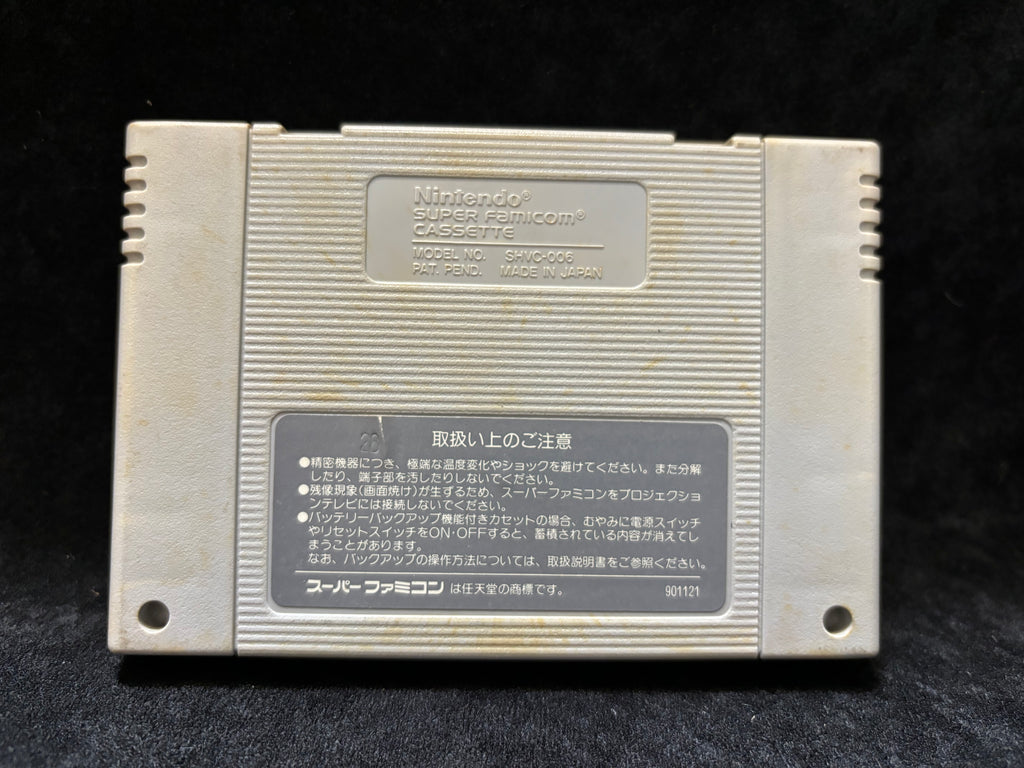 Nintendo®
SUPER FAMICOM®
CASSETTE
MODEL NO. SHVC-006
PAT. PEND. MADE IN JAPAN
20
取扱い上のご注意
●精密機器につき、極端な温度変化やショックを避けてください。また分解
したり、端子部を汚したりしないでください。
●残像現象(画面焼け)が生ずるため、スーパーファミコンをプロジェクショ
ンテレビには接続しないでください。
●バッテリーバックアップ機能付きカセットの場合、むやみに電源スイッチ
やリセットスイッチをON・OFFすると、蓄積されている内容が消えてし
まうことがあります。
なお、バックアップの操作方法については、取扱説明書をご参照ください。
スーパーファミコン は任天堂の商標です。 901121